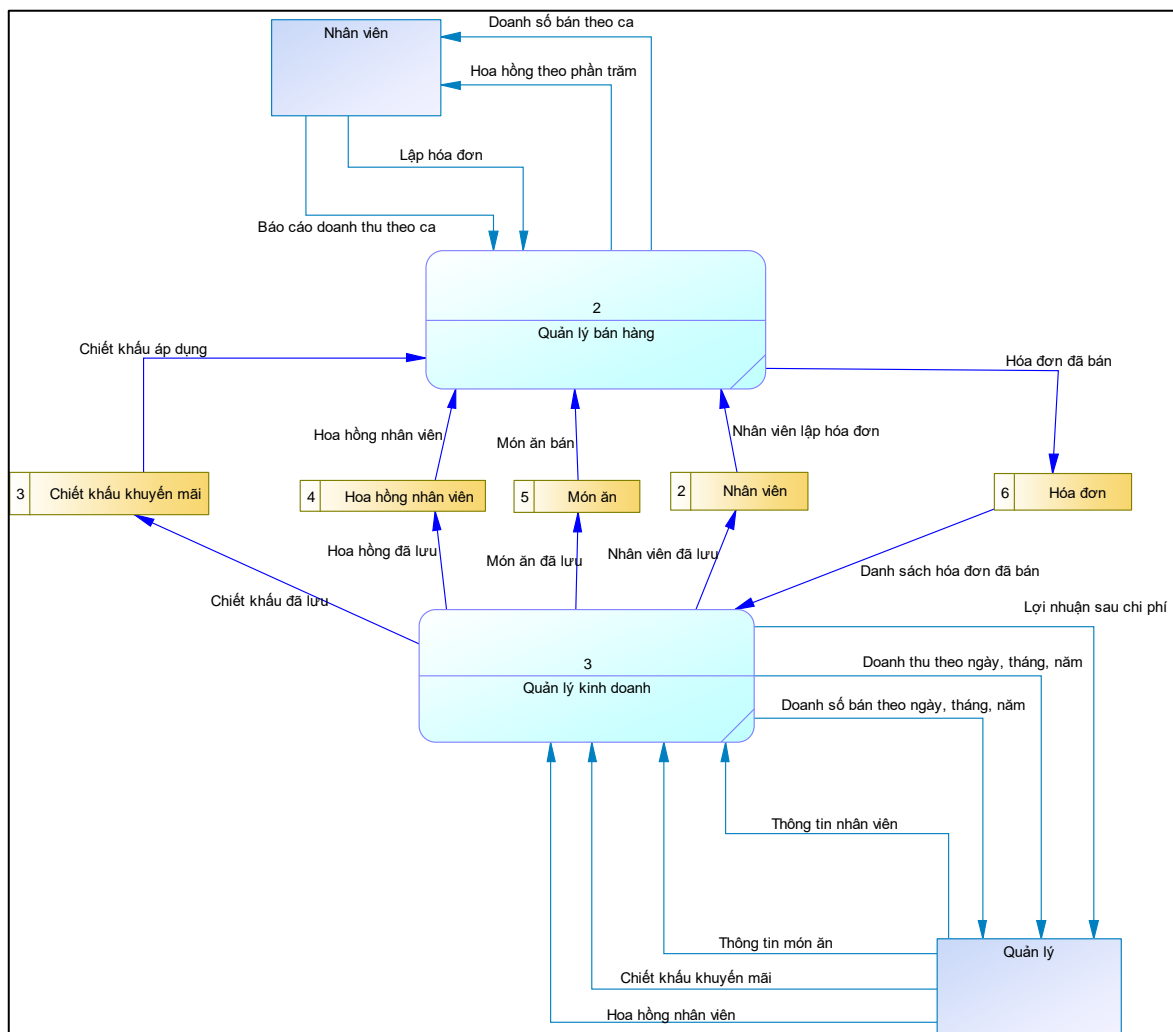 Doanh số bán theo ca
Nhân viên
Hoa hồng theo phần trăm
Lập hóa đơn
Báo cáo doanh thu theo ca
2
Quản lý bán hàng
Chiết khấu áp dụng
Hóa đơn đã bán
Hoa hồng nhân viên
Món ăn bán
Nhân viên lập hóa đơn
3 Chiết khấu khuyến mãi
4 Hoa hồng nhân viên
5 Món ăn
2 Nhân viên
6 Hóa đơn
Hoa hồng đã lưu
Món ăn đã lưu
Nhân viên đã lưu
Danh sách hóa đơn đã bán
Chiết khấu đã lưu
Lợi nhuận sau chi phí
3
Quản lý kinh doanh
Doanh thu theo ngày, tháng, năm
Doanh số bán theo ngày, tháng, năm
Thông tin nhân viên
Thông tin món ăn
Quản lý
Chiết khấu khuyến mãi
Hoa hồng nhân viên